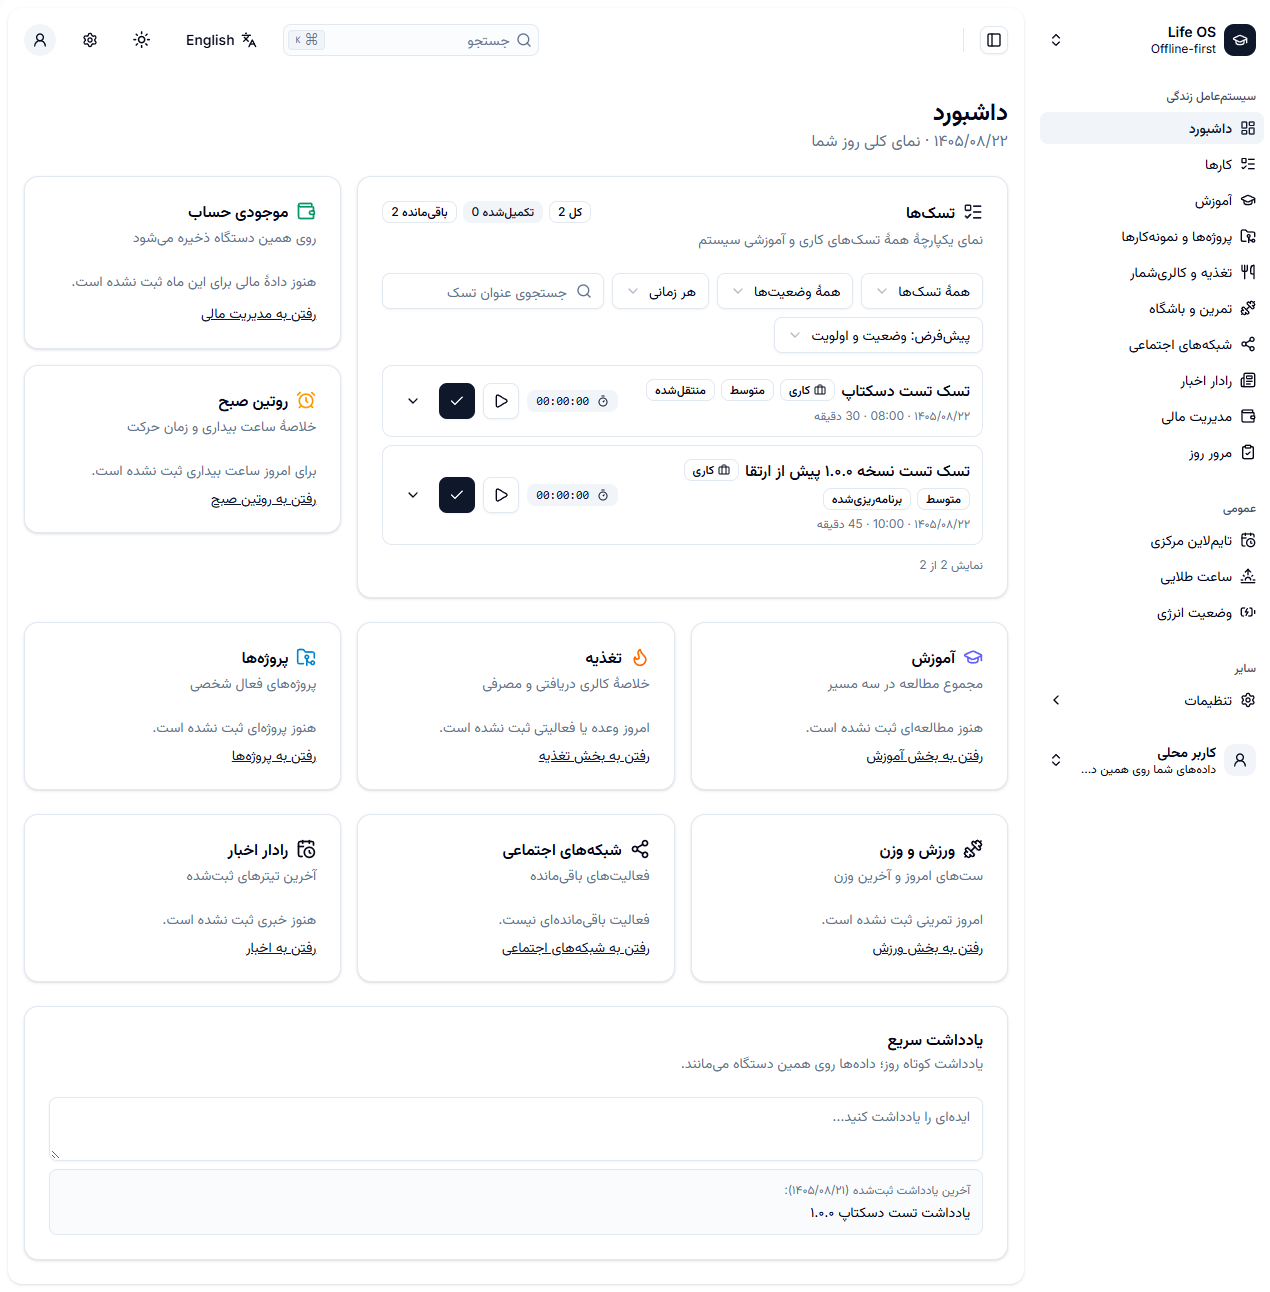 Life OS
Offline-first
سیستم‌عامل زندگی
داشبورد
کارها
آموزش
پروژه‌ها و نمونه‌کارها
تغذیه و کالری‌شمار
تمرین و باشگاه
شبکه‌های اجتماعی
رادار اخبار
مدیریت مالی
مرور روز
عمومی
تایم‌لاین مرکزی
ساعت طلایی
وضعیت انرژی
سایر
تنظیمات
کاربر محلی
داده‌های شما روی همین د...
جستجو
⌘ K
English
داشبورد
۱۴۰۵/۰۸/۲۲ · نمای کلی روز شما
تسک‌ها
کل 2
تکمیل‌شده 0
باقی‌مانده 2
نمای یکپارچهٔ همهٔ تسک‌های کاری و آموزشی سیستم
همهٔ تسک‌ها
همهٔ وضعیت‌ها
هر زمانی
جستجوی عنوان تسک
پیش‌فرض: وضعیت و اولویت
تسک تست دسکتاپ
کاری
متوسط
منتقل‌شده
۱۴۰۵/۰۸/۲۲ · 08:00 · 30 دقیقه
00:00:00
تسک تست نسخه ۱.۰.۰ پیش از ارتقا
کاری
متوسط
برنامه‌ریزی‌شده
۱۴۰۵/۰۸/۲۲ · 10:00 · 45 دقیقه
00:00:00
نمایش 2 از 2
موجودی حساب
روی همین دستگاه ذخیره می‌شود
هنوز دادهٔ مالی برای این ماه ثبت نشده است.
رفتن به مدیریت مالی
روتین صبح
خلاصهٔ ساعت بیداری و زمان حرکت
برای امروز ساعت بیداری ثبت نشده است.
رفتن به روتین صبح
آموزش
مجموع مطالعه در سه مسیر
هنوز مطالعه‌ای ثبت نشده است.
رفتن به بخش آموزش
تغذیه
خلاصهٔ کالری دریافتی و مصرفی
امروز وعده یا فعالیتی ثبت نشده است.
رفتن به بخش تغذیه
پروژه‌ها
پروژه‌های فعال شخصی
هنوز پروژه‌ای ثبت نشده است.
رفتن به پروژه‌ها
ورزش و وزن
ست‌های امروز و آخرین وزن
امروز تمرینی ثبت نشده است.
رفتن به بخش ورزش
شبکه‌های اجتماعی
فعالیت‌های باقی‌مانده
فعالیت باقی‌مانده‌ای نیست.
رفتن به شبکه‌های اجتماعی
رادار اخبار
آخرین تیترهای ثبت‌شده
هنوز خبری ثبت نشده است.
رفتن به اخبار
یادداشت سریع
یادداشت کوتاه روز؛ داده‌ها روی همین دستگاه می‌مانند.
ایده‌ای را یادداشت کنید...
آخرین یادداشت ثبت‌شده (۱۴۰۵/۰۸/۲۱):
یادداشت تست دسکتاپ ۱.۰.۰